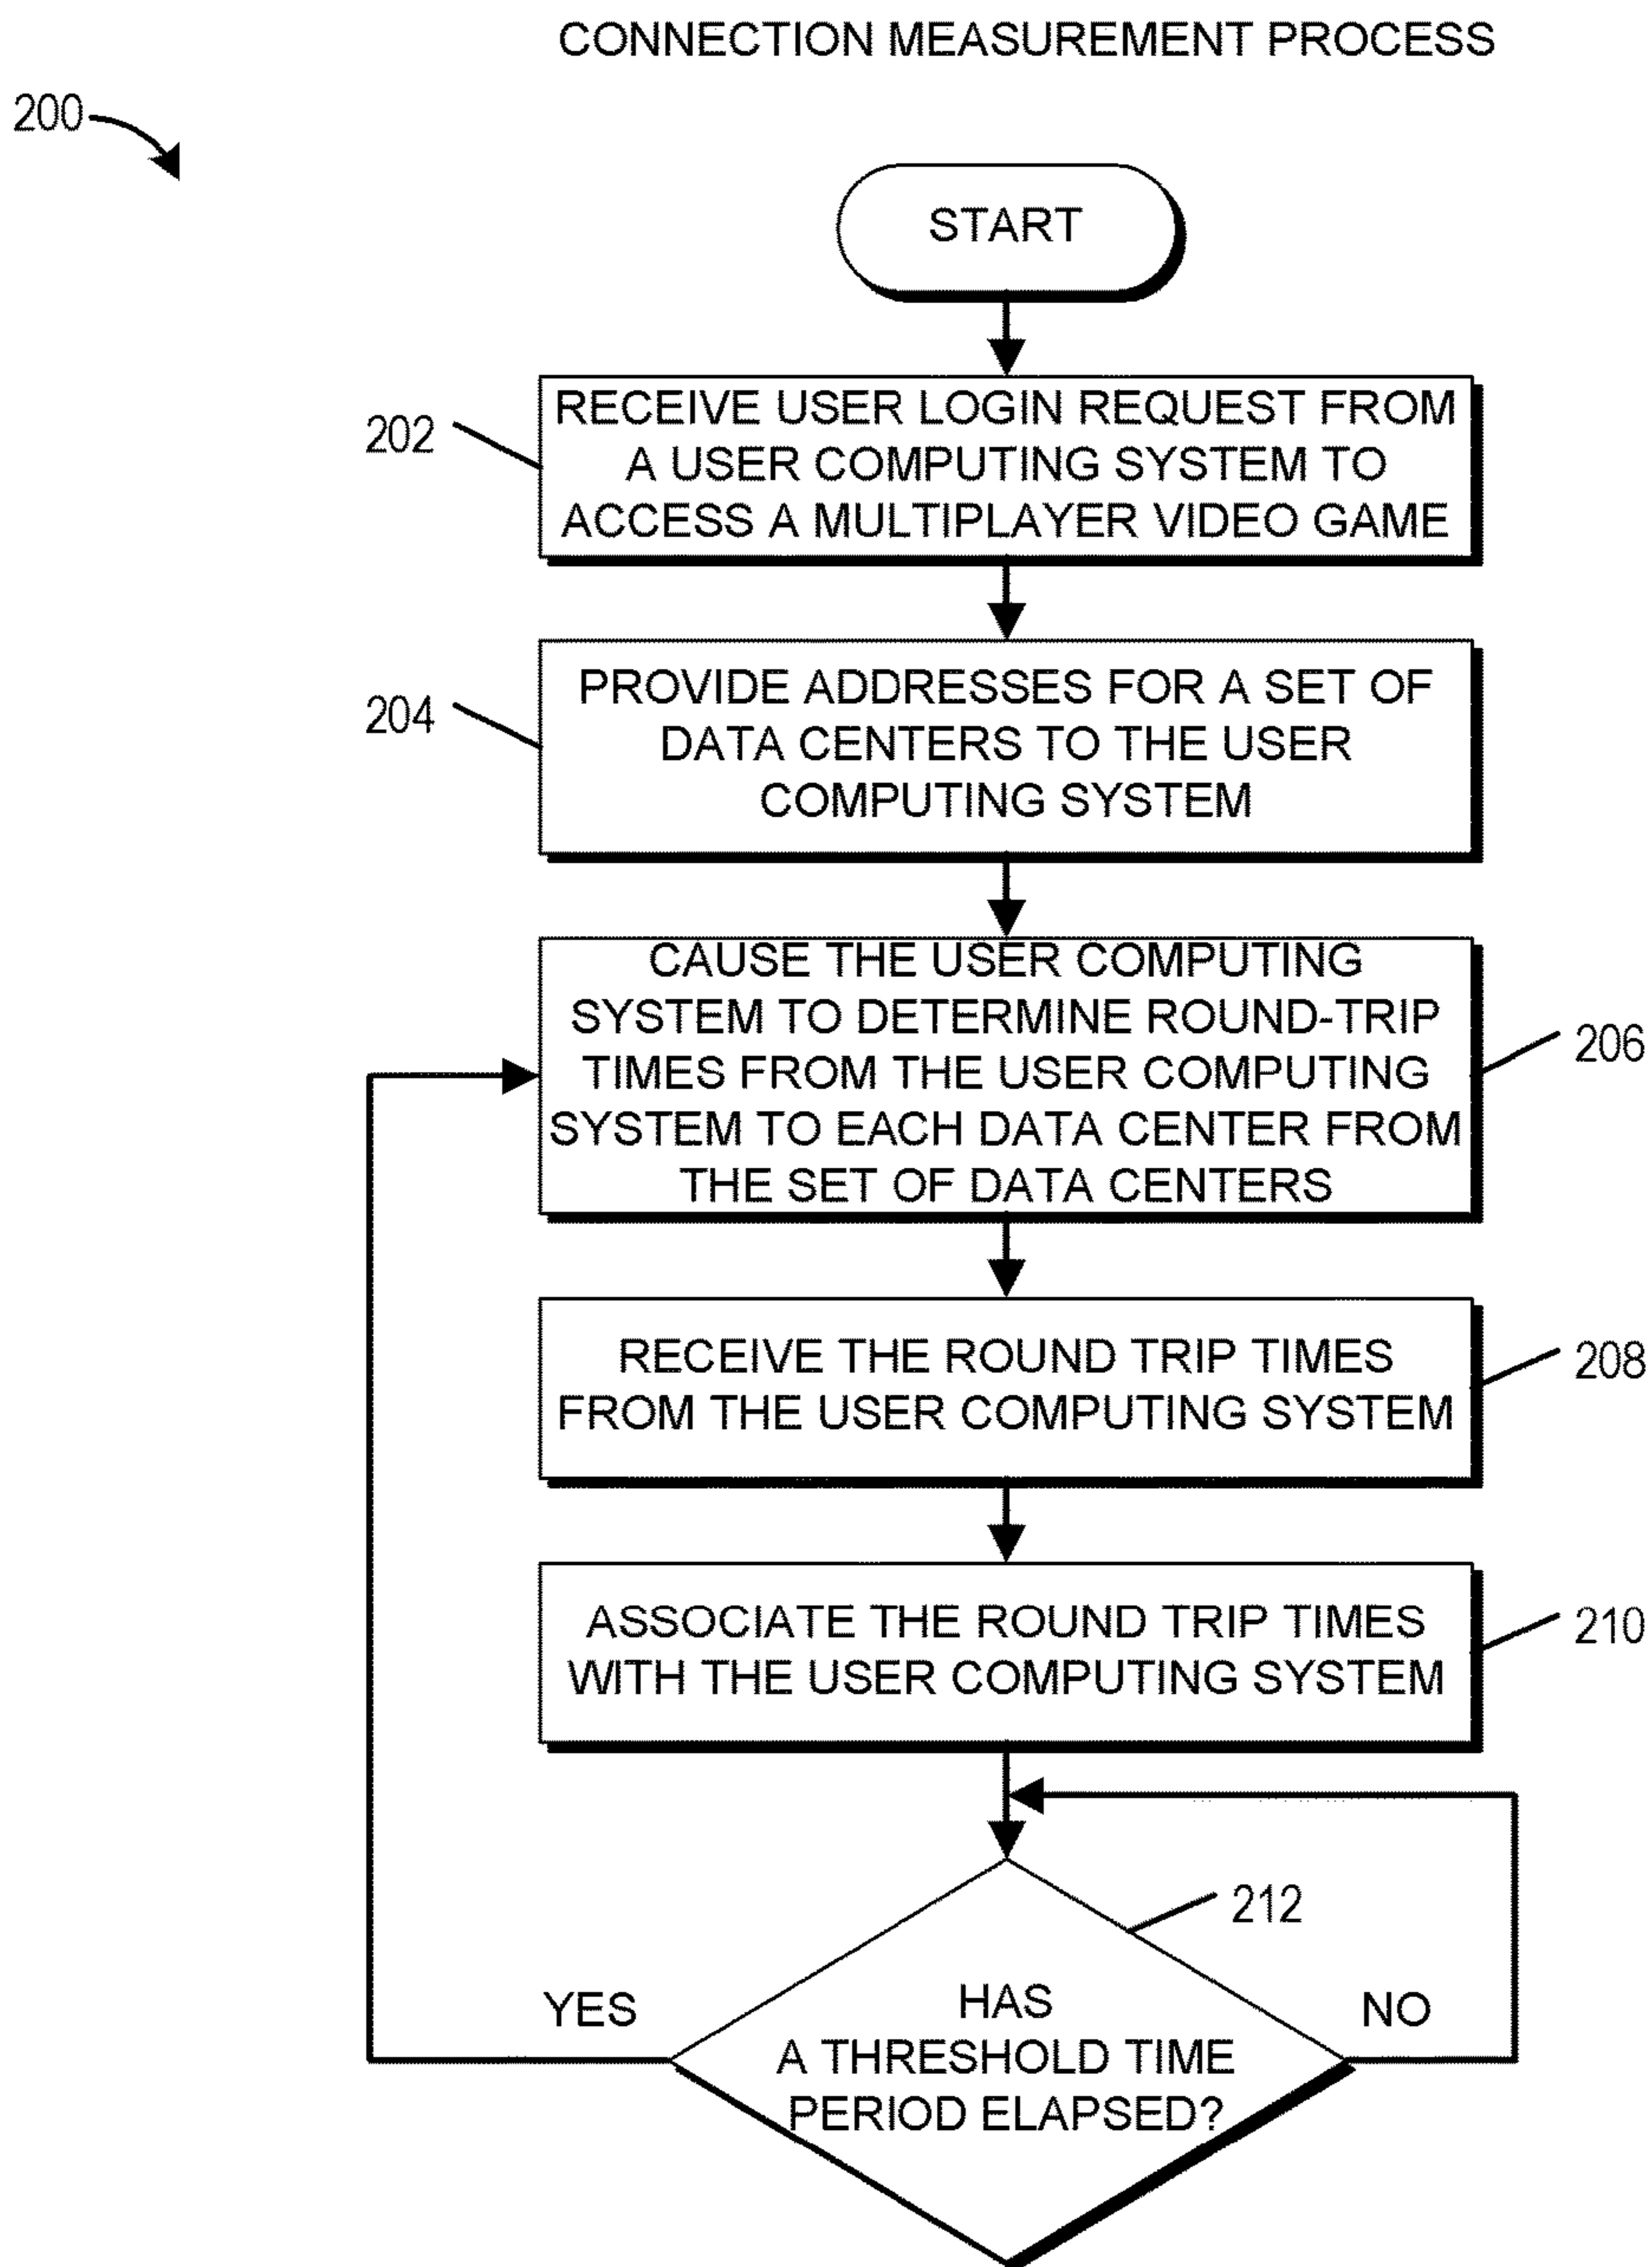 CONNECTION MEASUREMENT PROCESS
200
START
202
RECEIVE USER LOGIN REQUEST FROM
A USER COMPUTING SYSTEM TO
ACCESS A MULTIPLAYER VIDEO GAME
204
PROVIDE ADDRESSES FOR A SET OF
DATA CENTERS TO THE USER
COMPUTING SYSTEM
CAUSE THE USER COMPUTING
SYSTEM TO DETERMINE ROUND-TRIP
TIMES FROM THE USER COMPUTING
SYSTEM TO EACH DATA CENTER FROM
THE SET OF DATA CENTERS
206
RECEIVE THE ROUND TRIP TIMES
FROM THE USER COMPUTING SYSTEM
208
ASSOCIATE THE ROUND TRIP TIMES
WITH THE USER COMPUTING SYSTEM
210
212
YES
HAS
A THRESHOLD TIME
PERIOD ELAPSED?
NO